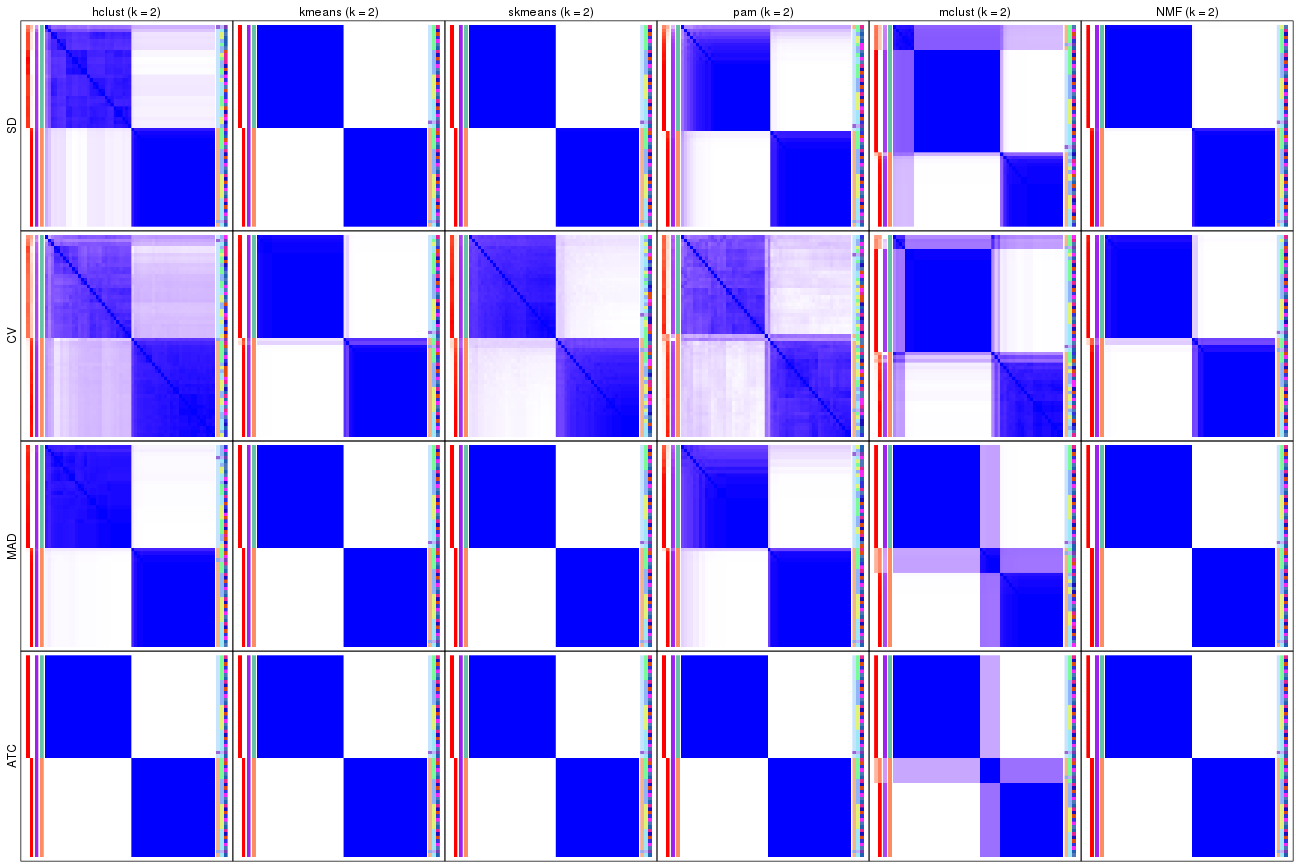 hclust (k = 2)
kmeans (k = 2)
skmeans (k = 2)
pam (k = 2)
mclust (k = 2)
NMF (k = 2)
SD
CV
MAD
ATC